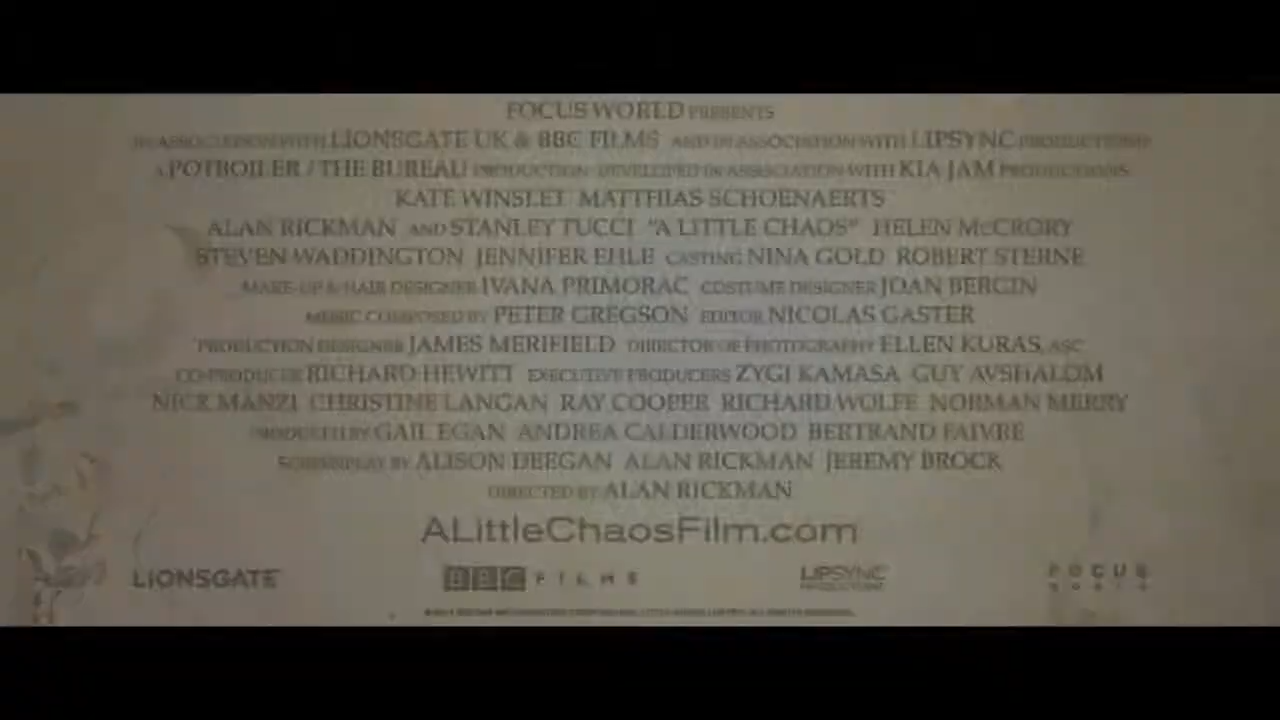 FOCUS WORLD PRESENTS
IN ASSOCIATION WITH LIONSGATE UK & BBC FILMS AND IN ASSOCIATION WITH LIPSYNC PRODUCTIONS
A POTBOILER / THE BUREAU PRODUCTION DEVELOPED IN ASSOCIATION WITH KIA JAM PRODUCTIONS
KATE WINSLET MATTHIAS SCHOENAERTS
ALAN RICKMAN AND STANLEY TUCCI "A LITTLE CHAOS" HELEN McCRORY
STEVEN WADDINGTON JENNIFER EHLE CASTING NINA GOLD ROBERT STERNE
MAKE-UP & HAIR DESIGNER IVANA PRIMORAC COSTUME DESIGNER JOAN BERGIN
MUSIC COMPOSED BY PETER GREGSON EDITOR NICOLAS GASTER
PRODUCTION DESIGNER JAMES MERIFIELD DIRECTOR OF PHOTOGRAPHY ELLEN KURAS, ASC
CO-PRODUCER RICHARD HEWITT EXECUTIVE PRODUCERS ZYGI KAMASA GUY AVSHALOM
NICK MANZI CHRISTINE LANGAN RAY COOPER RICHARD WOLFE NORMAN MERRY
PRODUCED BY GAIL EGAN ANDREA CALDERWOOD BERTRAND FAIVRE
SCREENPLAY BY ALISON DEEGAN ALAN RICKMAN JEREMY BROCK
DIRECTED BY ALAN RICKMAN
ALittleChaosFilm.com
LIONSGATE BBC FILMS LIPSYNC FOCUS
PRODUCTIONS WORLD